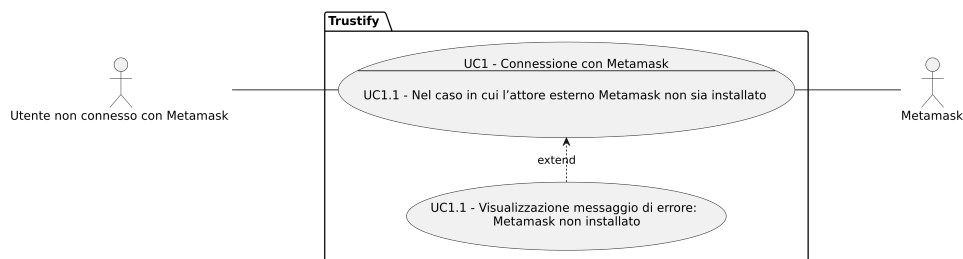 Trustify
UC1 - Connessione con Metamask
UC1.1 - Nel caso in cui l’attore esterno Metamask non sia installato
Utente non connesso con Metamask
Metamask
extend
UC1.1 - Visualizzazione messaggio di errore:
Metamask non installato